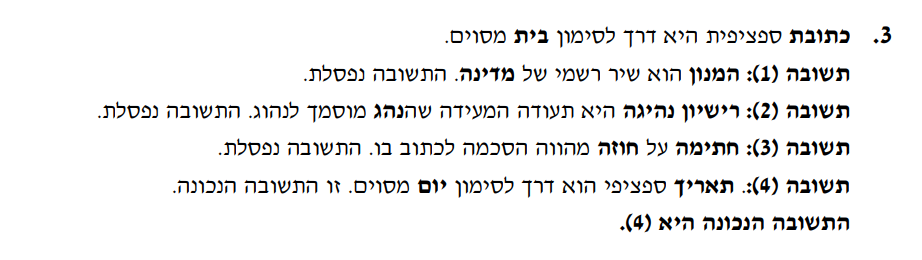 3. כתובת ספציפית היא דרך לסימון בית מסוים.
תשובה (1): המנון הוא שיר רשמי של מדינה. התשובה נפסלת.
תשובה (2): רישיון נהיגה היא תעודה המעידה שהנהג מוסמך לנהוג. התשובה נפסלת.
תשובה (3): חתימה על חוזה מהווה הסכמה לכתוב בו. התשובה נפסלת.
תשובה (4):. תאריך ספציפי הוא דרך לסימון יום מסוים. זו התשובה הנכונה.
התשובה הנכונה היא (4).